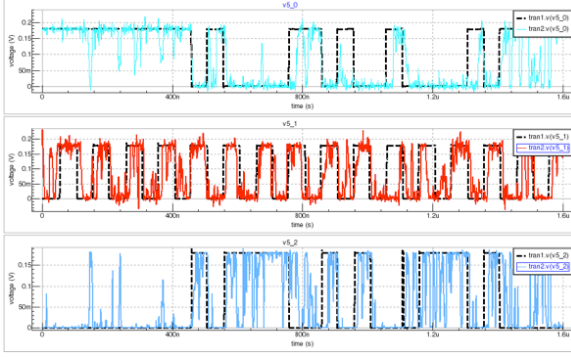 v5_0
voltage (V)
0.2
0.15
0.1
50m
0
tran1.v(v5_0)
tran2.v(v5_0)
0 400n 800n 1.2u 1.6u
time (s)
v5_1
voltage (V)
0.2
0.15
0.1
50m
0
tran1.v(v5_1)
tran2.v(v5_1)
0 400n 800n 1.2u 1.6u
time (s)
v5_2
voltage (V)
0.15
0.1
50m
0
tran1.v(v5_2)
tran2.v(v5_2)
0 400n 800n 1.2u 1.6u
time (s)